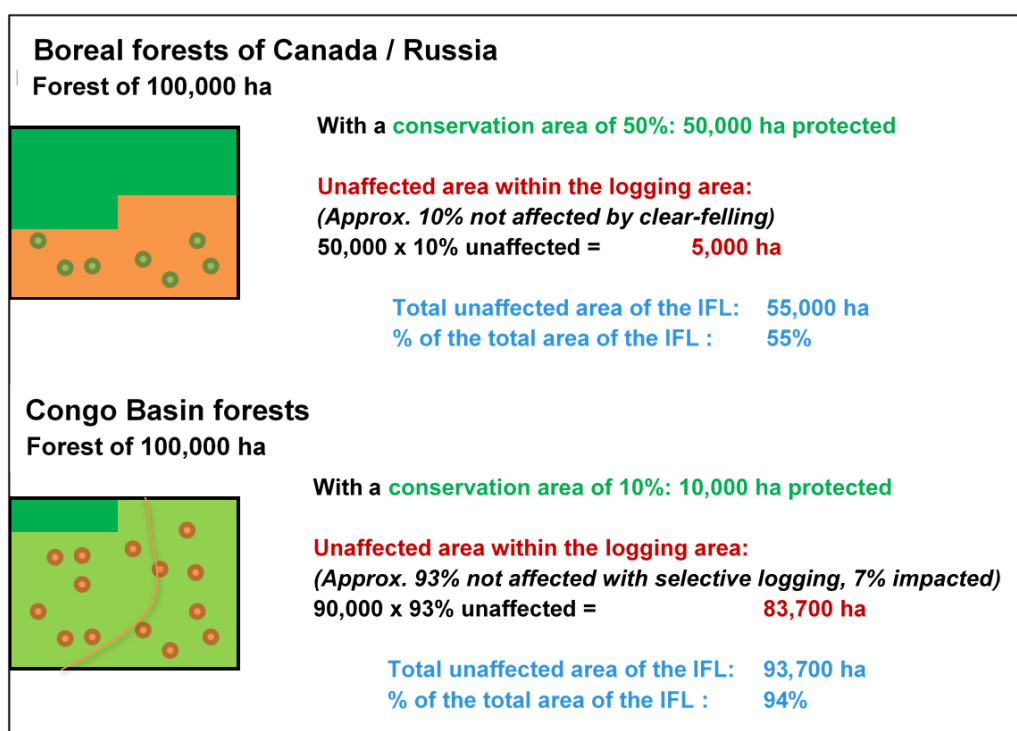 Boreal forests of Canada / Russia
Forest of 100,000 ha
With a conservation area of 50%: 50,000 ha protected
Unaffected area within the logging area:
(Approx. 10% not affected by clear-felling)
50,000 x 10% unaffected = 5,000 ha
Total unaffected area of the IFL: 55,000 ha
% of the total area of the IFL : 55%
Congo Basin forests
Forest of 100,000 ha
With a conservation area of 10%: 10,000 ha protected
Unaffected area within the logging area:
(Approx. 93% not affected with selective logging, 7% impacted)
90,000 x 93% unaffected = 83,700 ha
Total unaffected area of the IFL: 93,700 ha
% of the total area of the IFL : 94%